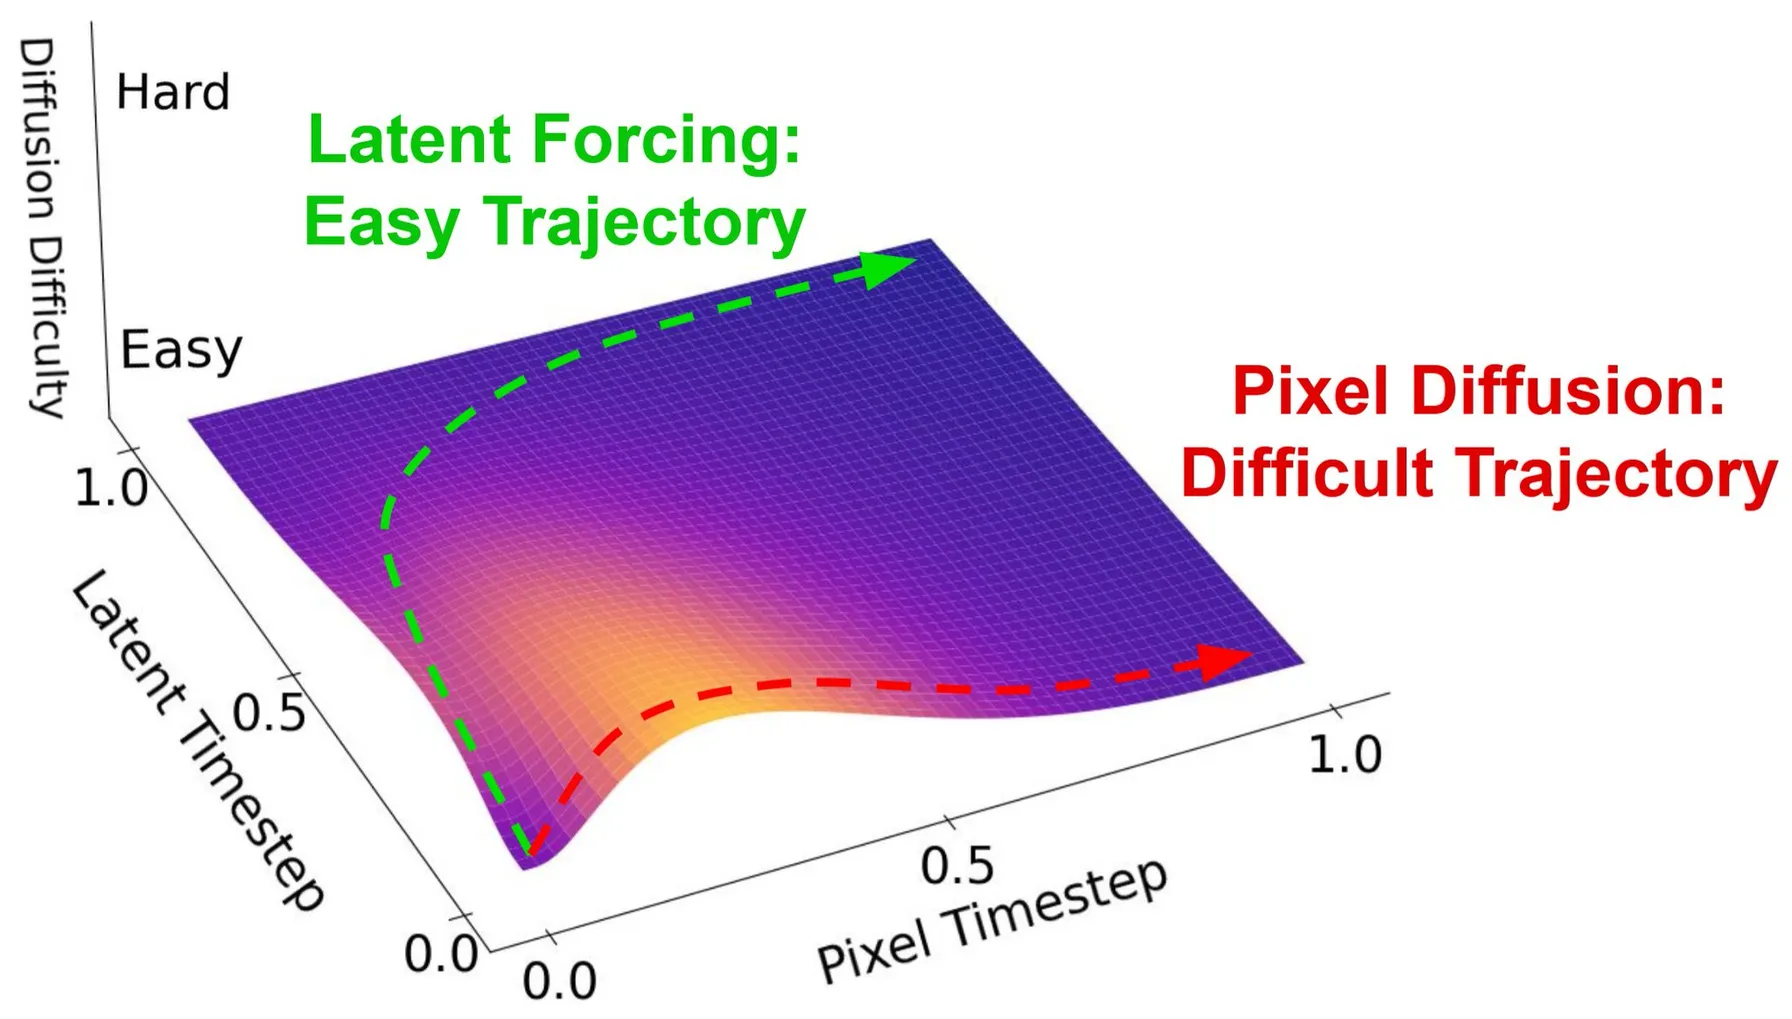 Diffusion Difficulty
Hard
Easy
Latent Forcing:
Easy Trajectory
Pixel Diffusion:
Difficult Trajectory
1.0
0.5
0.0
Latent Timestep
0.0
0.5
1.0
Pixel Timestep